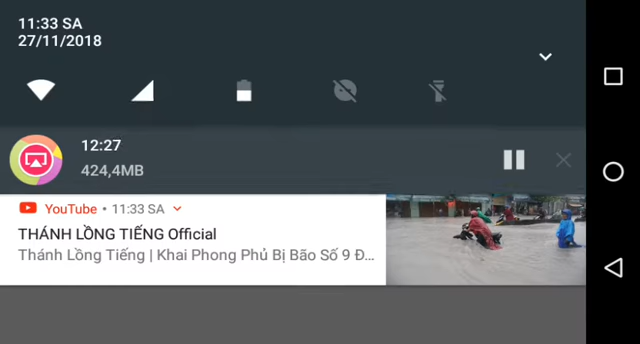 11:33 SA
27/11/2018
12:27
424,4MB
YouTube • 11:33 SA
THÁNH LỒNG TIẾNG Official
Thánh Lồng Tiếng | Khai Phong Phủ Bị Bão Số 9 Đ...